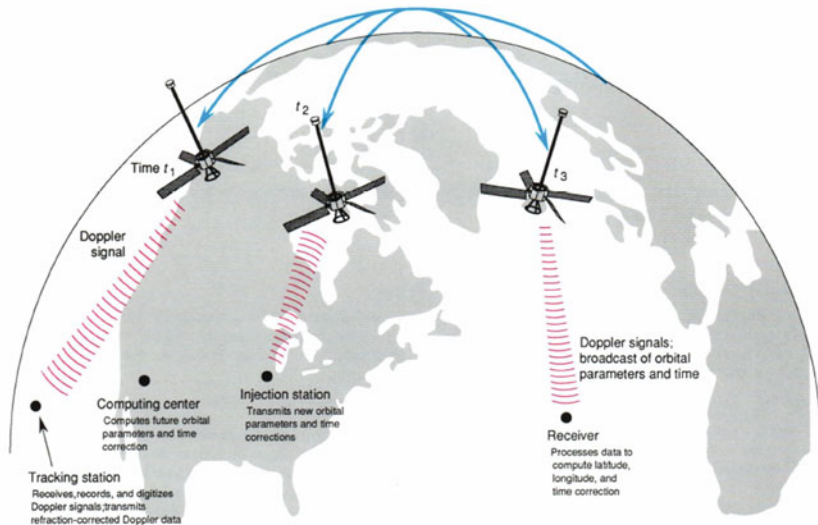 t2
Time t1
t3
Doppler
signal
Doppler signals;
broadcast of orbital
parameters and time
Computing center
Computes future orbital
parameters and time
correction
Injection station
Transmits new orbital
parameters and time
corrections
Receiver
Processes data to
compute latitude,
longitude, and
time correction
Tracking station
Receives,records, and digitizes
Doppler signals;transmits
refraction-corrected Doppler data